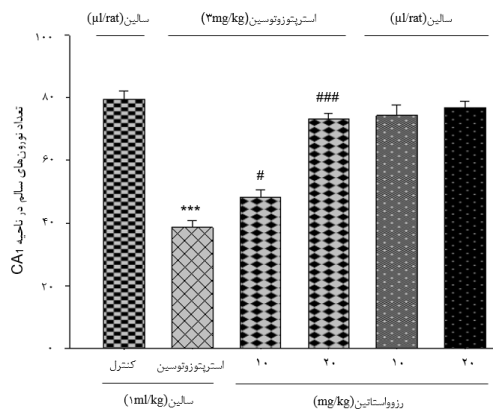 سالین(µl/rat) استرپتوزوتوسین(۳mg/kg) سالین(µl/rat)
تعداد نورون‌های سالم در ناحیه CA1
۱۰۰
۸۰
۶۰
۴۰
۲۰
۰
***
#
###
کنترل استرپتوزوتوسین ۱۰ ۲۰ ۱۰ ۲۰
سالین(۱ml/kg) رزوواستاتین(mg/kg)